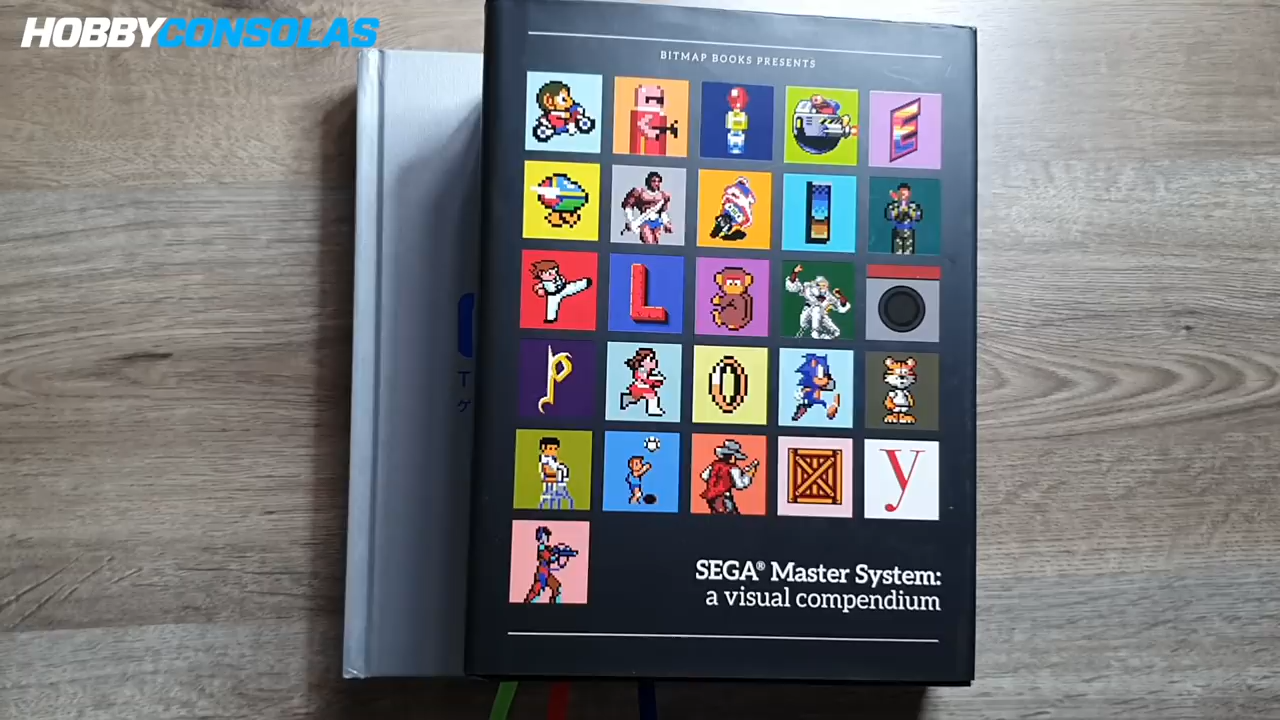 HOBBYCONSOLAS
BITMAP BOOKS PRESENTS
E
L
P
O
y
SEGA® Master System:
a visual compendium